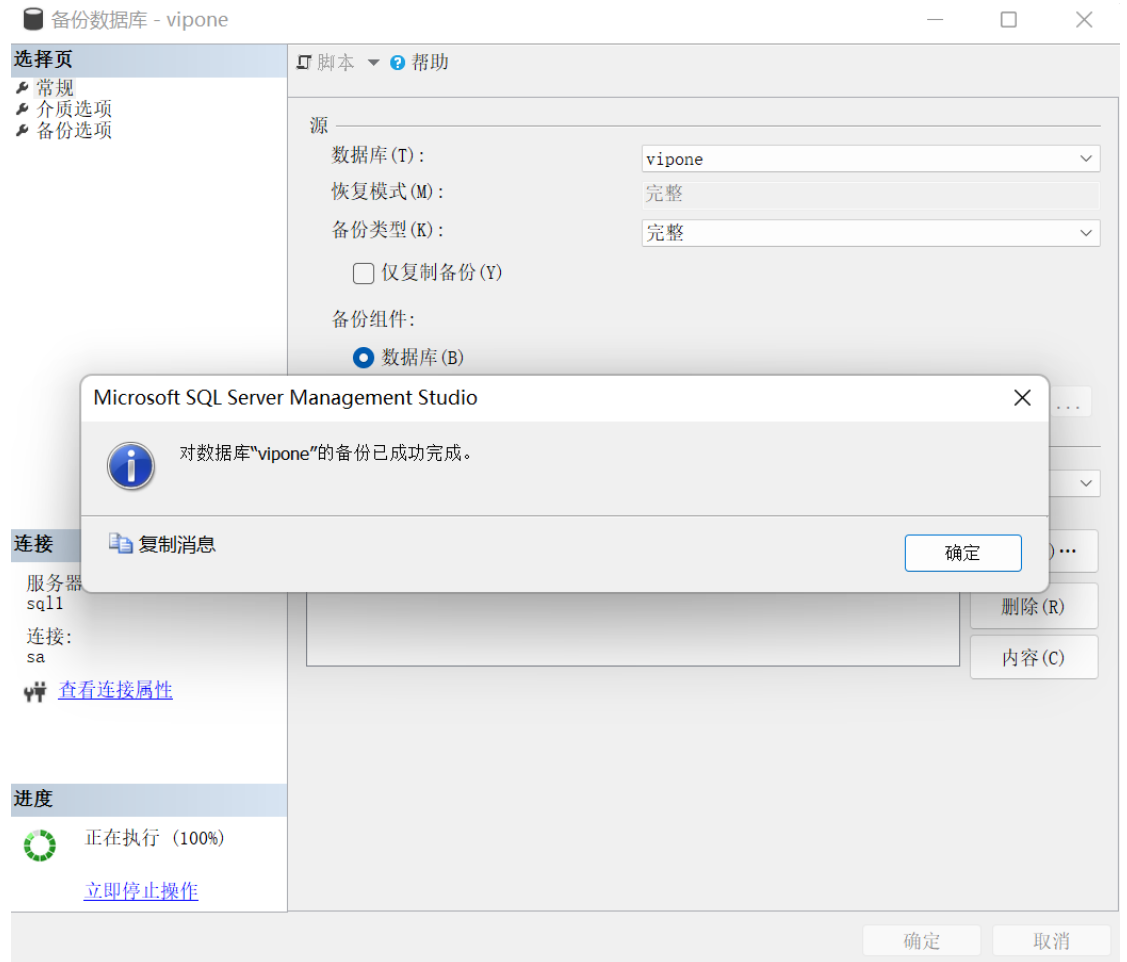 备份数据库 - vipone
选择页
常规
介质选项
备份选项
脚本 帮助
源
数据库(T): vipone
恢复模式(M): 完整
备份类型(K): 完整
仅复制备份(Y)
备份组件:
数据库(B)
...
Microsoft SQL Server Management Studio
对数据库“vipone”的备份已成功完成。
复制消息
确定
)...
删除(R)
内容(C)
连接
服务器
sql1
连接:
sa
查看连接属性
进度
正在执行 (100%)
立即停止操作
确定 取消